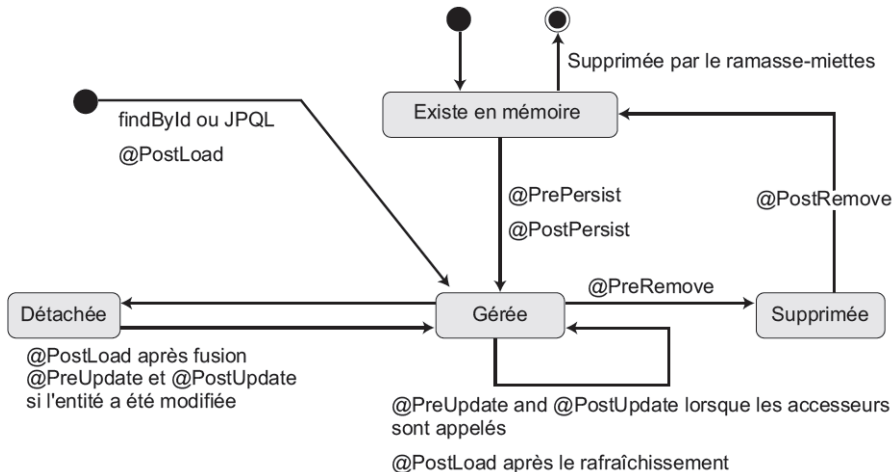 Supprimée par le ramasse-miettes
Existe en mémoire
findById ou JPQL
@PostLoad
@PrePersist
@PostPersist
@PostRemove
@PreRemove
Détachée
Gérée
Supprimée
@PostLoad après fusion
@PreUpdate et @PostUpdate
si l'entité a été modifiée
@PreUpdate and @PostUpdate lorsque les accesseurs
sont appelés
@PostLoad après le rafraîchissement